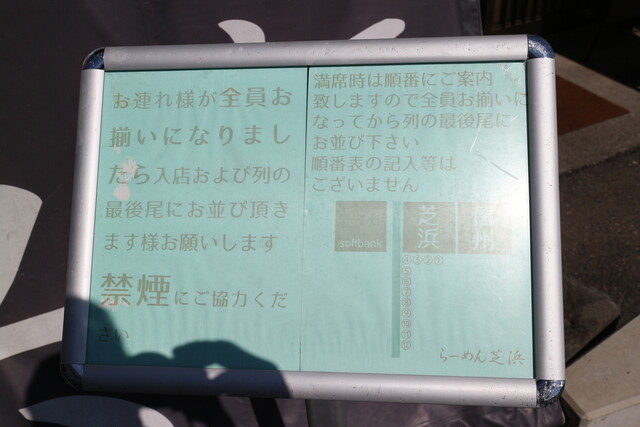 お連れ様が全員お
揃いになりまし
たら入店および列の
最後尾にお並び頂き
ます様お願いします
禁煙にご協力くだ
さい
満席時は順番にご案内
致しますので全員お揃いに
なってから列の最後尾に
お並び下さい
順番表の記入等は
ございません
softbank
芝浜
信州
④③②①
らーめん芝浜